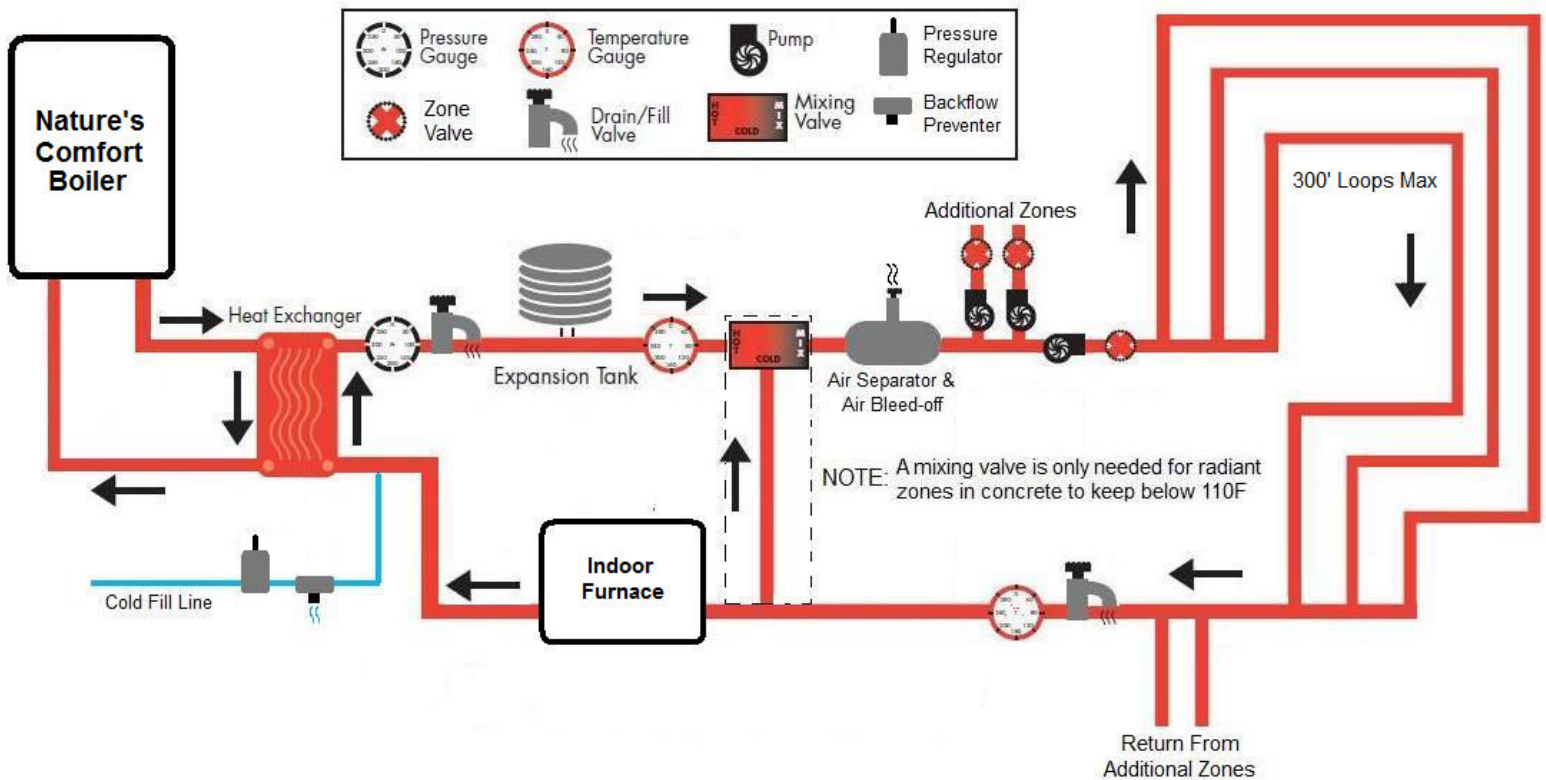 Nature's
Comfort
Boiler
Pressure
Gauge
Temperature
Gauge
Pump
Pressure
Regulator
Zone
Valve
Drain/Fill
Valve
HOT
MIX
COLD
Mixing
Valve
Backflow
Preventer
300' Loops Max
Additional Zones
Heat Exchanger
Expansion Tank
HOT
MIX
COLD
Air Separator &
Air Bleed-off
NOTE: A mixing valve is only needed for radiant
zones in concrete to keep below 110F
Indoor
Furnace
Cold Fill Line
Return From
Additional Zones